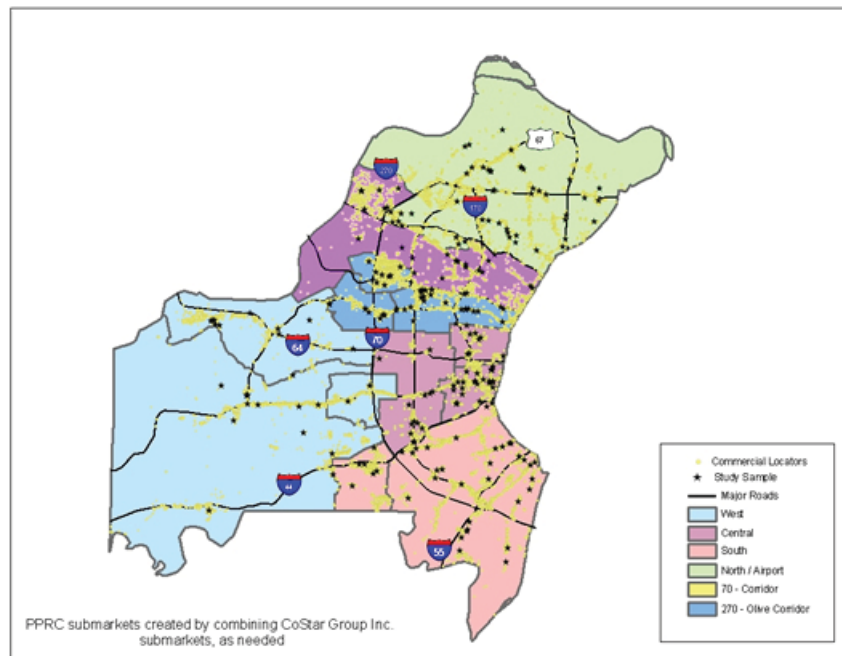 67
270
170
64
70
44
55
Commercial Locators
Study Sample
Major Roads
West
Central
South
North / Airport
70 - Corridor
270 - Olive Corridor
PPRC submarkets created by combining CoStar Group Inc.
submarkets, as needed